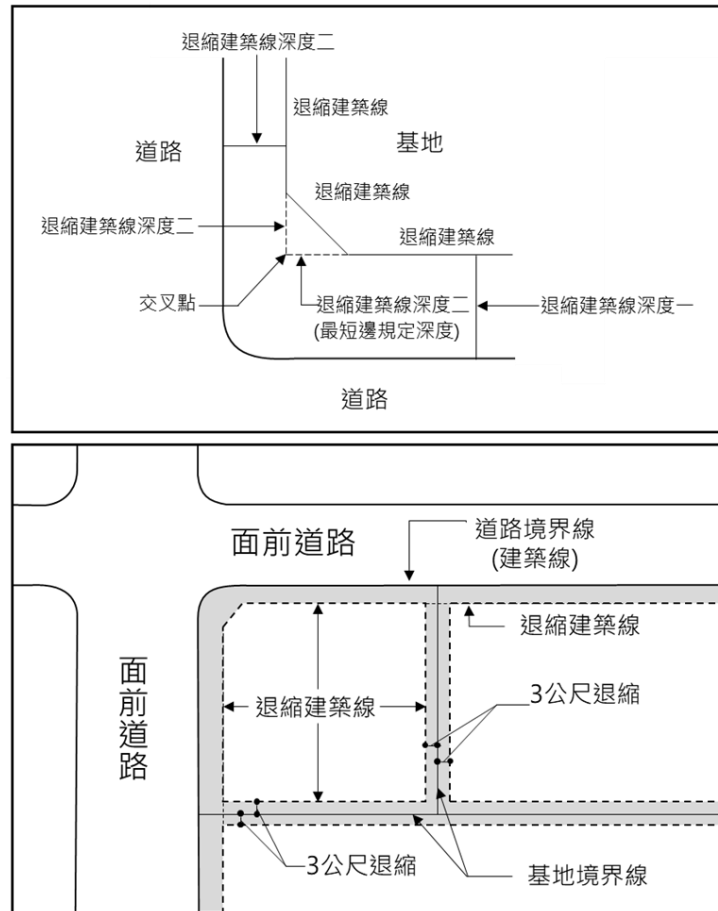 退縮建築線深度二
退縮建築線
道路
基地
退縮建築線
退縮建築線深度二
退縮建築線
交叉點
退縮建築線深度二
(最短邊規定深度)
退縮建築線深度一
道路
面前道路
道路境界線
(建築線)
退縮建築線
面前道路
3公尺退縮
退縮建築線
3公尺退縮
基地境界線